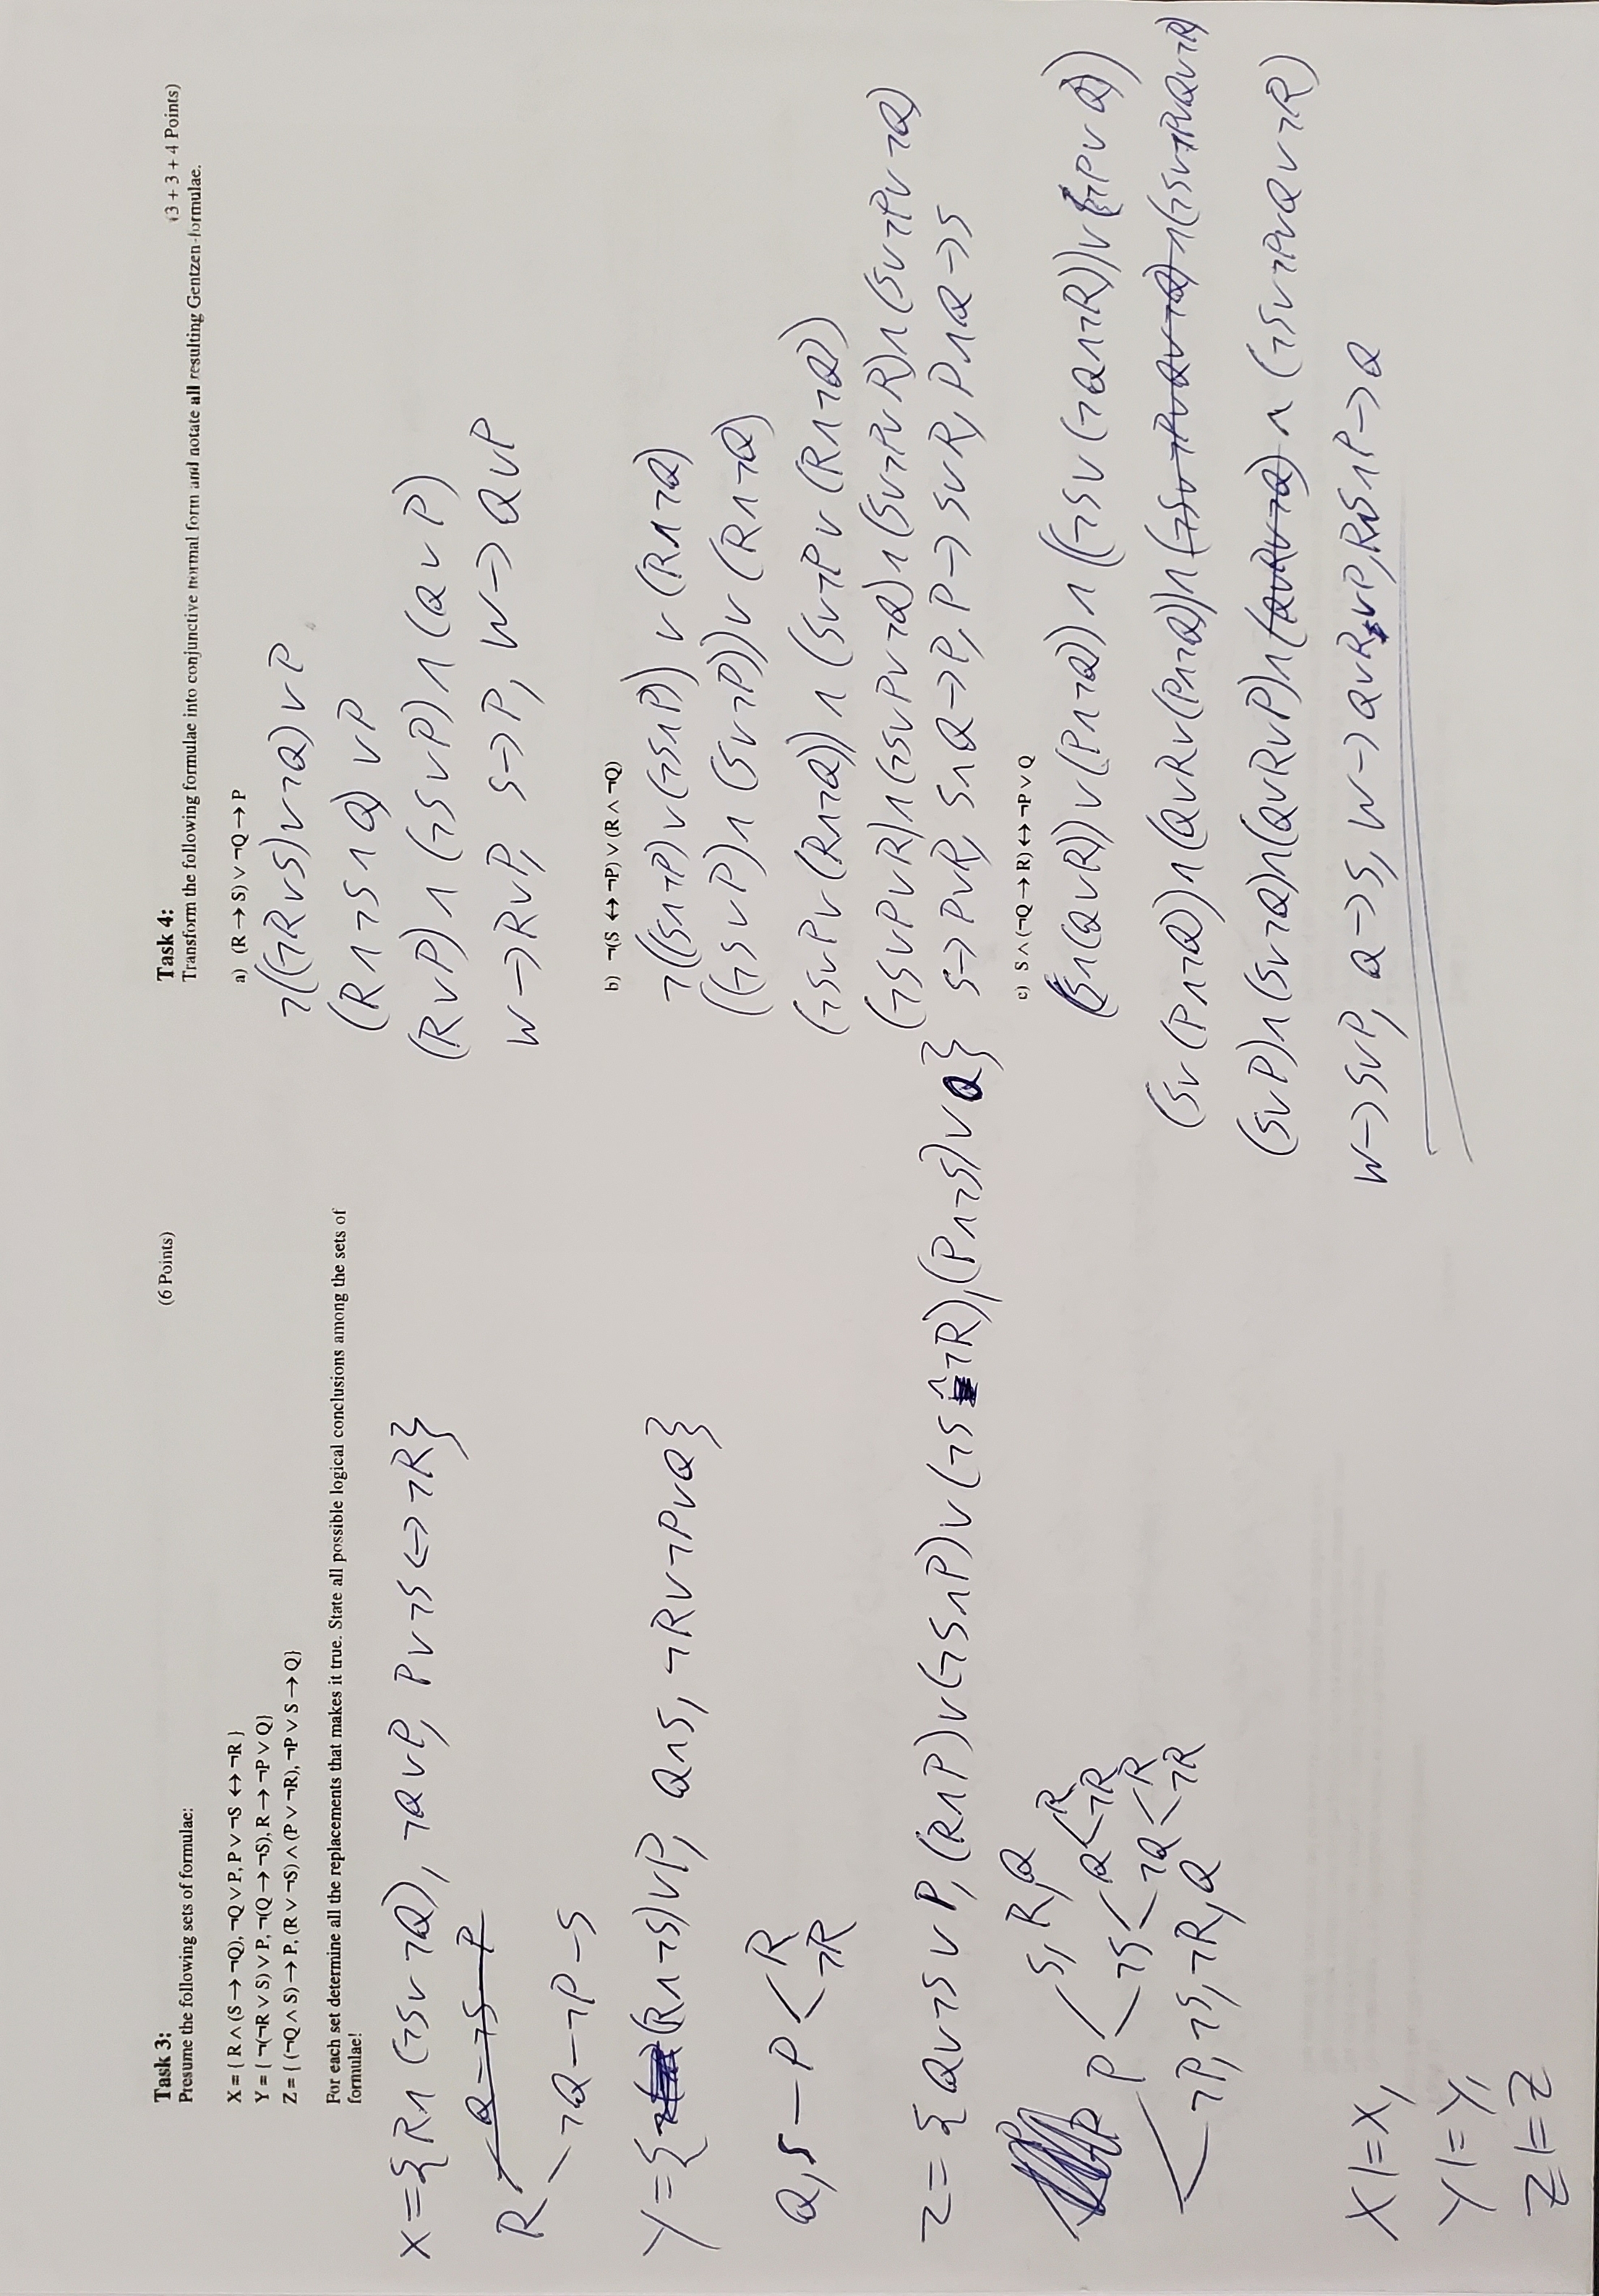 Task 3:
(6 Points)
Presume the following sets of formulae:
X = { R ∧ (S → ¬Q), ¬Q ∨ P, P ∨ ¬S ↔ ¬R }
Y = { ¬(¬R ∨ S) ∨ P, ¬(Q → ¬S), R → ¬P ∨ Q}
Z = { (¬Q ∧ S) → P, (R ∨ ¬S) ∧ (P ∨ ¬R), ¬P ∨ S → Q}
For each set determine all the replacements that makes it true. State all possible logical conclusions among the sets of
formulae!
X={R∧(¬S∨¬Q), ¬Q∨P, P∨¬S<->¬R}
Q-¬S-P
R
¬Q-¬P-S
Y={(R∧¬S)∨P, Q∧S, ¬R∨¬P∨Q}
R
Q,S-P
¬R
Z={Q∨¬S∨P,(R∧P)∨(¬S∧P)∨(¬S∧¬R),(P∧¬S)∨Q}
S, R,Q
P
R
Q
¬R
¬S
R
¬Q
¬R
¬P,¬S,¬R,Q
X|=X,
Y|=Y,
Z|=Z
Task 4:
(3 + 3 + 4 Points)
Transform the following formulae into conjunctive normal form and notate all resulting Gentzen-formulae.
a) (R → S) ∨ ¬Q → P
¬((¬R∨S)∨¬Q)∨P
(R∧¬S∧Q)∨P
(R∨P)∧(¬S∨P)∧(Q∨P)
W->R∨P, S->P, W->Q∨P
b) ¬(S ↔ ¬P) ∨ (R ∧ ¬Q)
¬((S∧¬P)∨(¬S∧P))∨(R∧¬Q)
((¬S∨P)∧(S∨¬P))∨(R∧¬Q)
(¬S∨P∨(R∧¬Q))∧(S∨¬P∨(R∧¬Q))
(¬S∨P∨R)∧(¬S∨P∨¬Q)∧(S∨¬P∨R)∧(S∨¬P∨¬Q)
S->P∨R, S∧Q->P, P->S∨R, P∧Q->S
c) S ∧ (¬Q → R) ↔ ¬P ∨ Q
(S∧(Q∨R))∨(P∧¬Q))∧((¬S∨(¬Q∧¬R))∨(¬P∨Q))
(S∨(P∧¬Q))∧(Q∨R∨(P∧¬Q))∧(¬S∨¬P∨Q∨¬Q)∧(¬S∨¬P∨Q∨¬R)
(S∨P)∧(S∨¬Q)∧(Q∨R∨P)∧(Q∨R∨¬Q)∧(¬S∨¬P∨Q∨¬R)
W->S∨P, Q->S, W->Q∨R∨P,R∧S∧P->Q